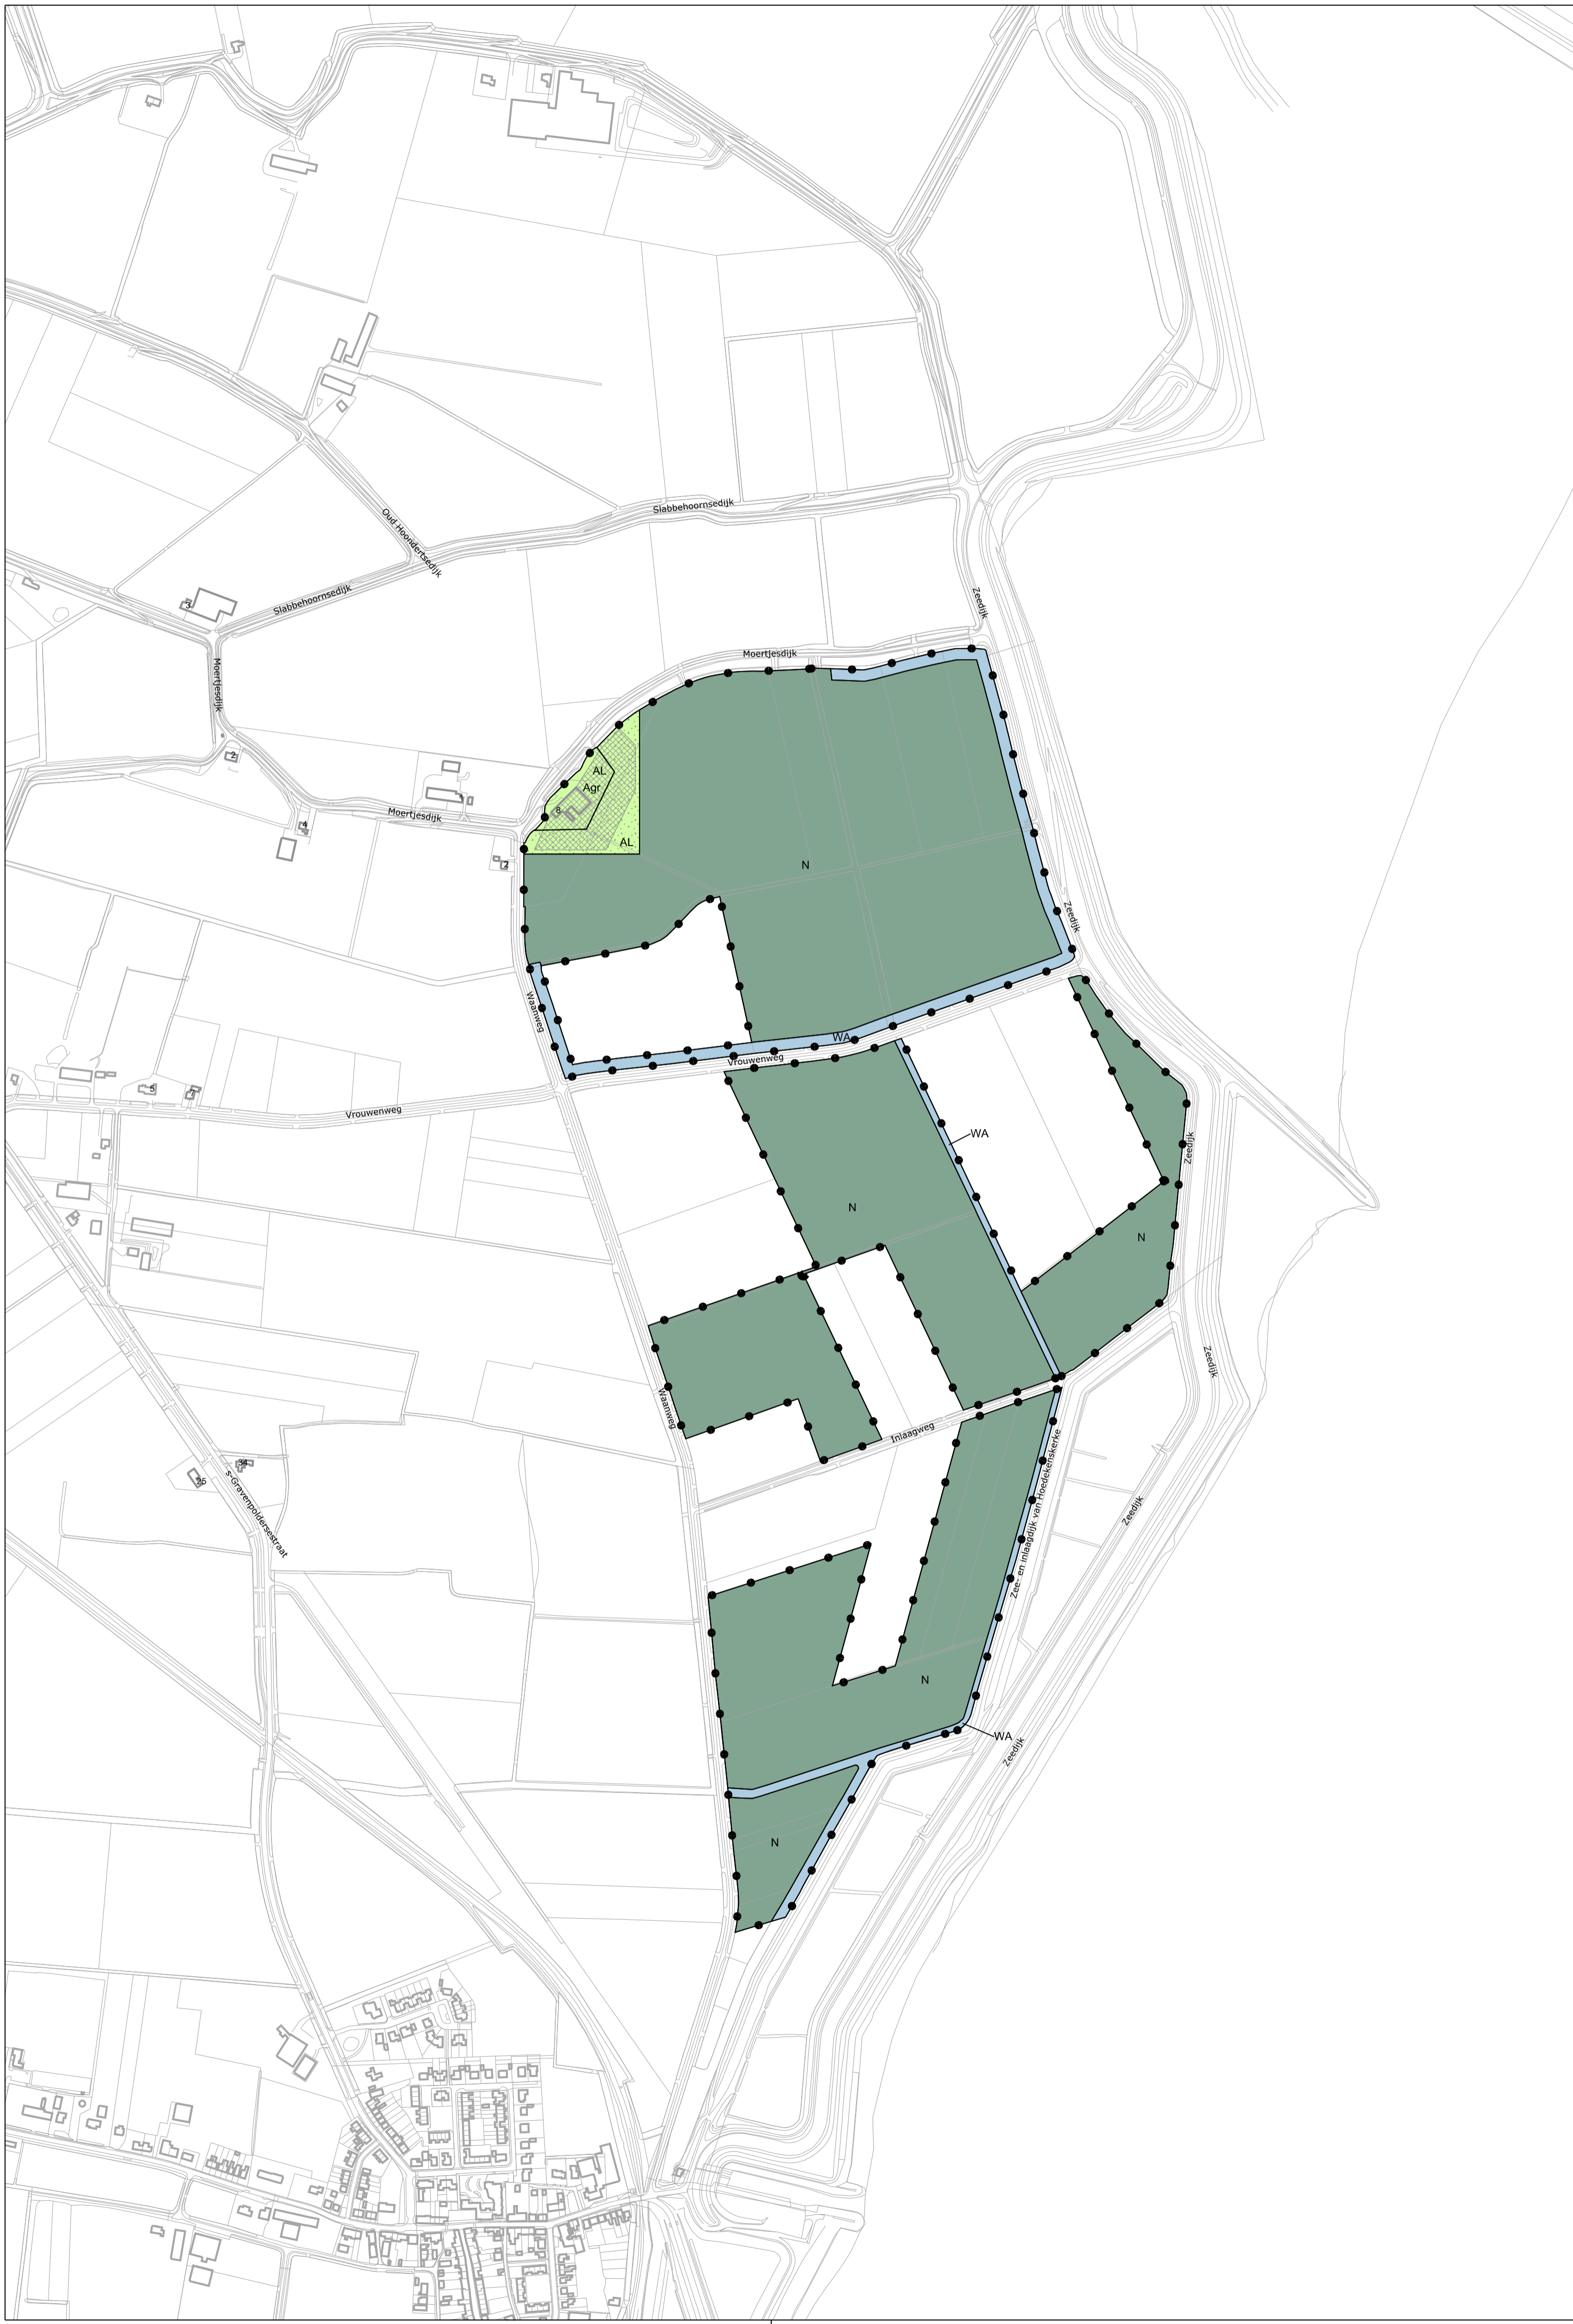 Slabbehoornsedijk
Oud Hoondertsedijk
Slabbehoornsedijk
3
Zeedijk
Moertjesdijk
Moertjesdijk
2
AL
Agr
8
Moertjesdijk
4
AL
2
N
Zeedijk
Waanweg
WA
Vrouwenweg
5
7
Vrouwenweg
WA
Zeedijk
N
N
Zeedijk
Waanweg
Inlaagweg
34
25
s-Gravenpoldersestraat
Zee- en inlaagdijk van Hoedekenskerke
Zeedijk
N
WA
Zeedijk
N